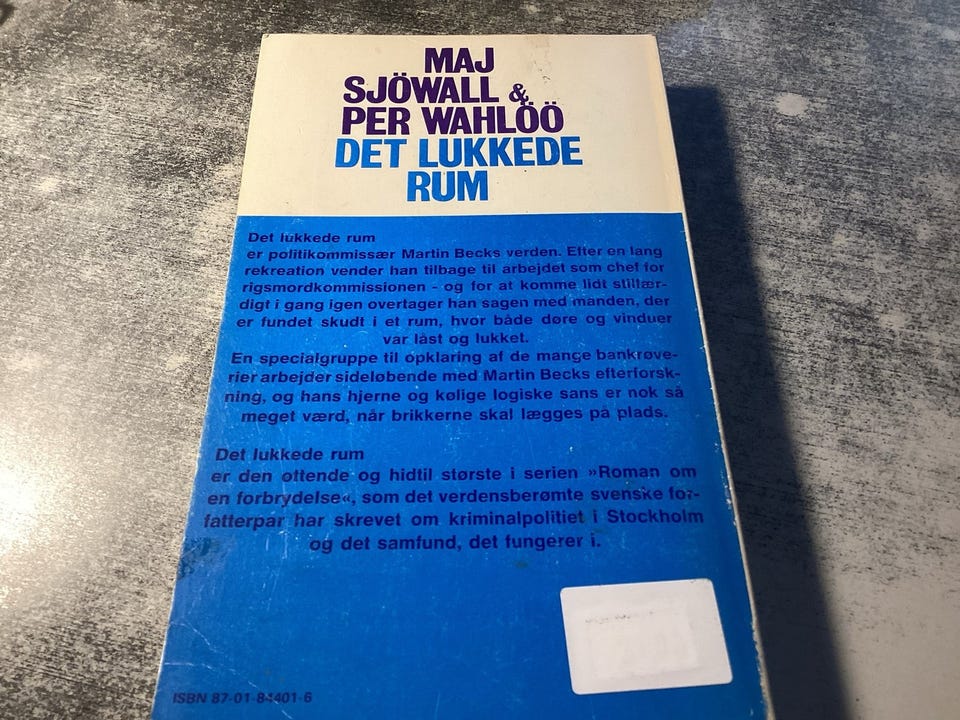 MAJ
SJÖWALL &
PER WAHLÖÖ
DET LUKKEDE
RUM
Det lukkede rum
er politikommissær Martin Becks verden. Efter en lang
rekreation vender han tilbage til arbejdet som chef for
rigsmordkommissionen - og for at komme lidt stilfær-
digt i gang igen overtager han sagen med manden, der
er fundet skudt i et rum, hvor både døre og vinduer
var låst og lukket.
En specialgruppe til opklaring af de mange bankrøve-
rier arbejder sideløbende med Martin Becks efterforsk-
ning, og hans hjerne og kølige logiske sans er nok så
meget værd, når brikkerne skal lægges på plads.
Det lukkede rum
er den ottende og hidtil største i serien »Roman om
en forbrydelse«, som det verdensberømte svenske for-
fatterpar har skrevet om kriminalpolitiet i Stockholm
og det samfund, det fungerer i.
ISBN 87-01-84401-6